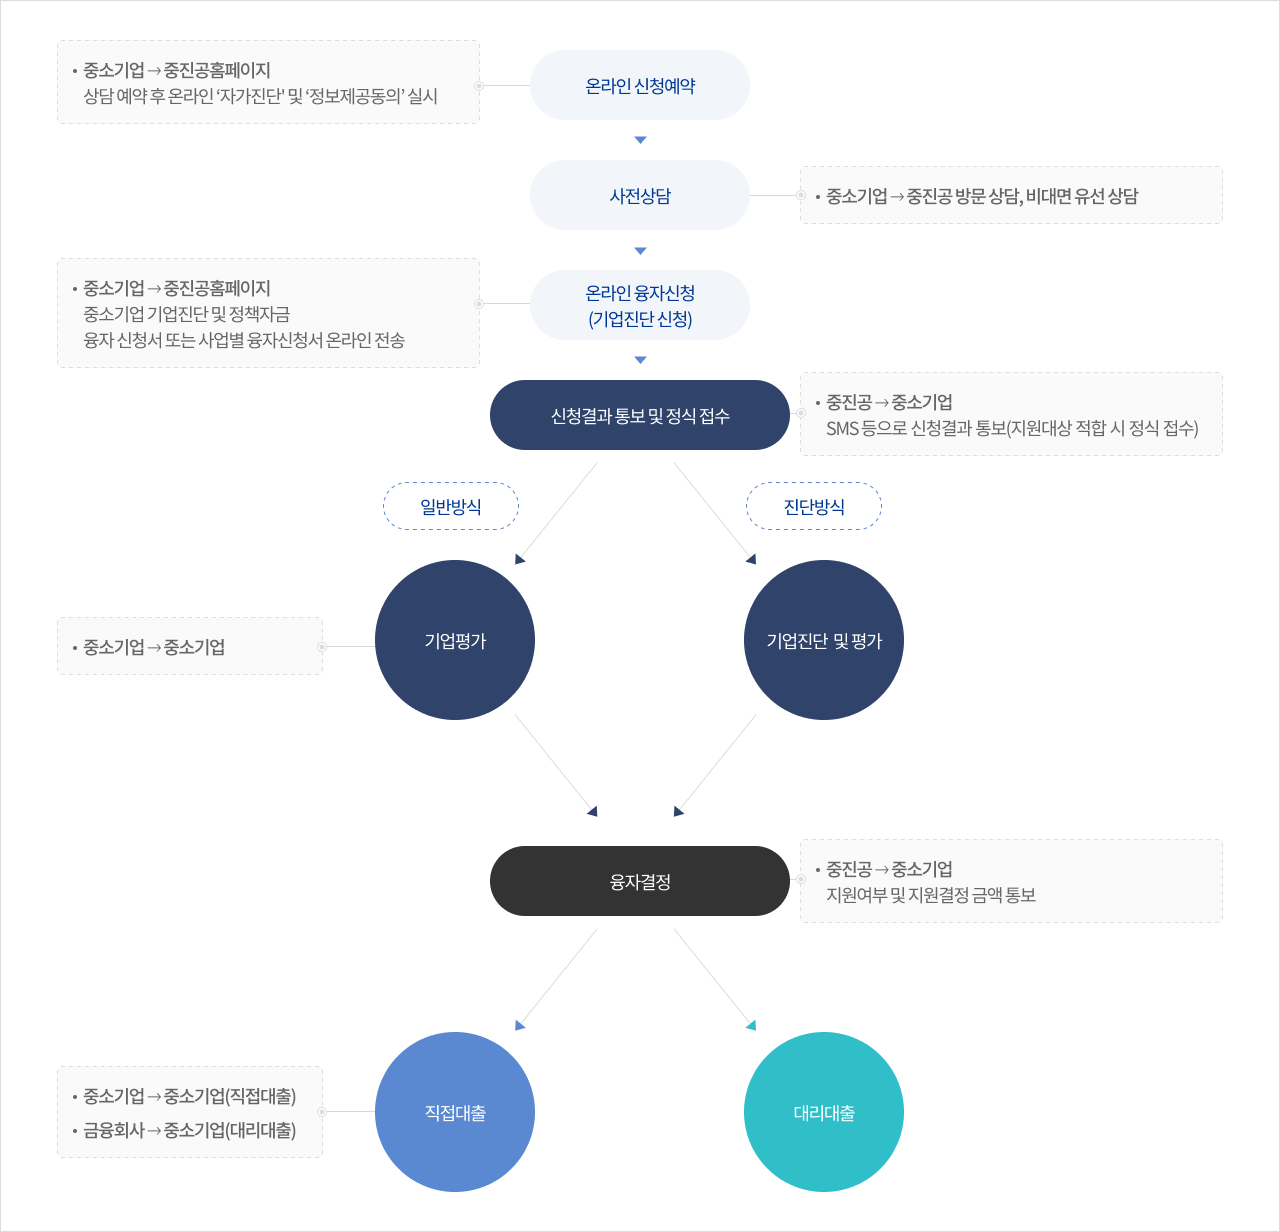 • 중소기업 → 중진공홈페이지
상담 예약 후 온라인 ‘자가진단' 및 ‘정보제공동의’ 실시
온라인 신청예약
사전상담
• 중소기업 → 중진공 방문 상담, 비대면 유선 상담
• 중소기업 → 중진공홈페이지
중소기업 기업진단 및 정책자금
융자 신청서 또는 사업별 융자신청서 온라인 전송
온라인 융자신청
(기업진단 신청)
신청결과 통보 및 정식 접수
• 중진공 → 중소기업
SMS 등으로 신청결과 통보(지원대상 적합 시 정식 접수)
일반방식
진단방식
• 중소기업 → 중소기업
기업평가
기업진단 및 평가
융자결정
• 중진공 → 중소기업
지원여부 및 지원결정 금액 통보
• 중소기업 → 중소기업(직접대출)
• 금융회사 → 중소기업(대리대출)
직접대출
대리대출